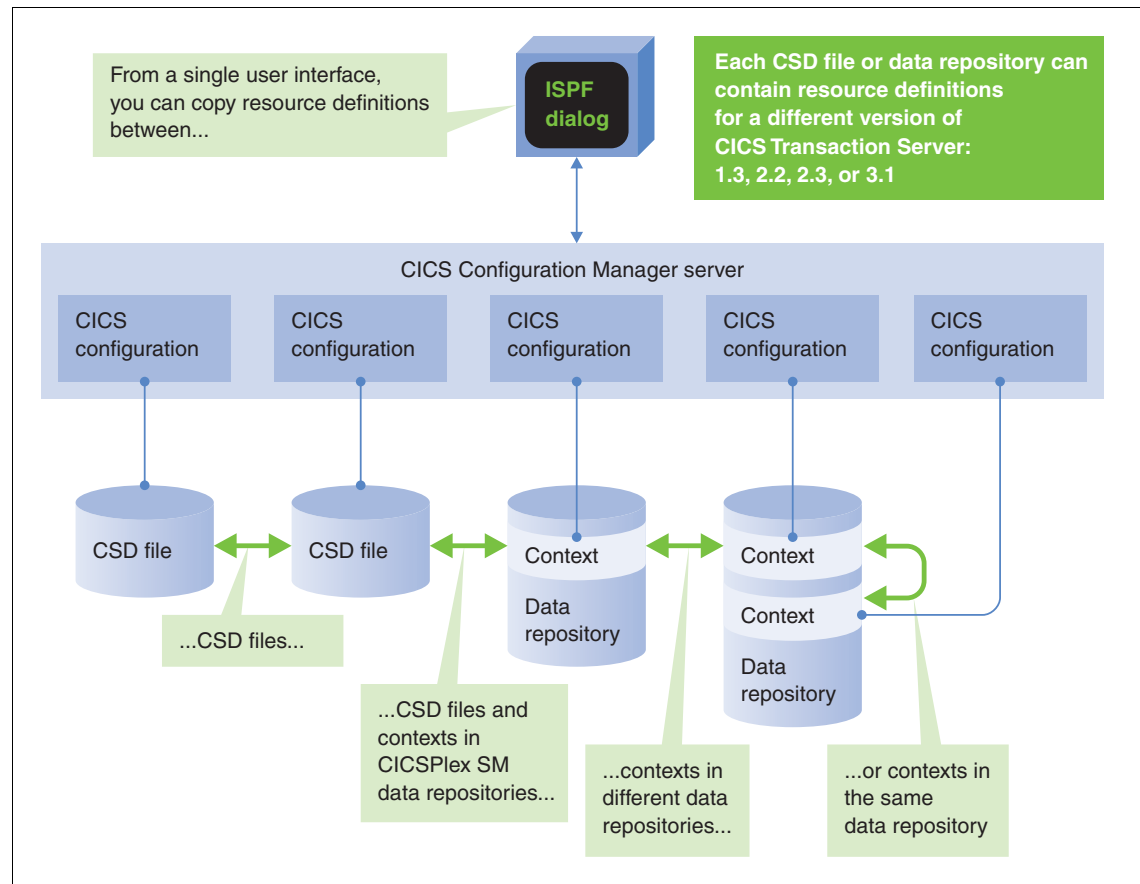 From a single user interface,
you can copy resource definitions
between...
ISPF
dialog
Each CSD file or data repository can
contain resource definitions
for a different version of
CICS Transaction Server:
1.3, 2.2, 2.3, or 3.1
CICS Configuration Manager server
CICS
configuration
CICS
configuration
CICS
configuration
CICS
configuration
CICS
configuration
CSD file
CSD file
Context
Data
repository
Context
Context
Data
repository
...CSD files...
...CSD files and
contexts in
CICSPlex SM
data repositories...
...contexts in
different data
repositories...
...or contexts in
the same
data repository